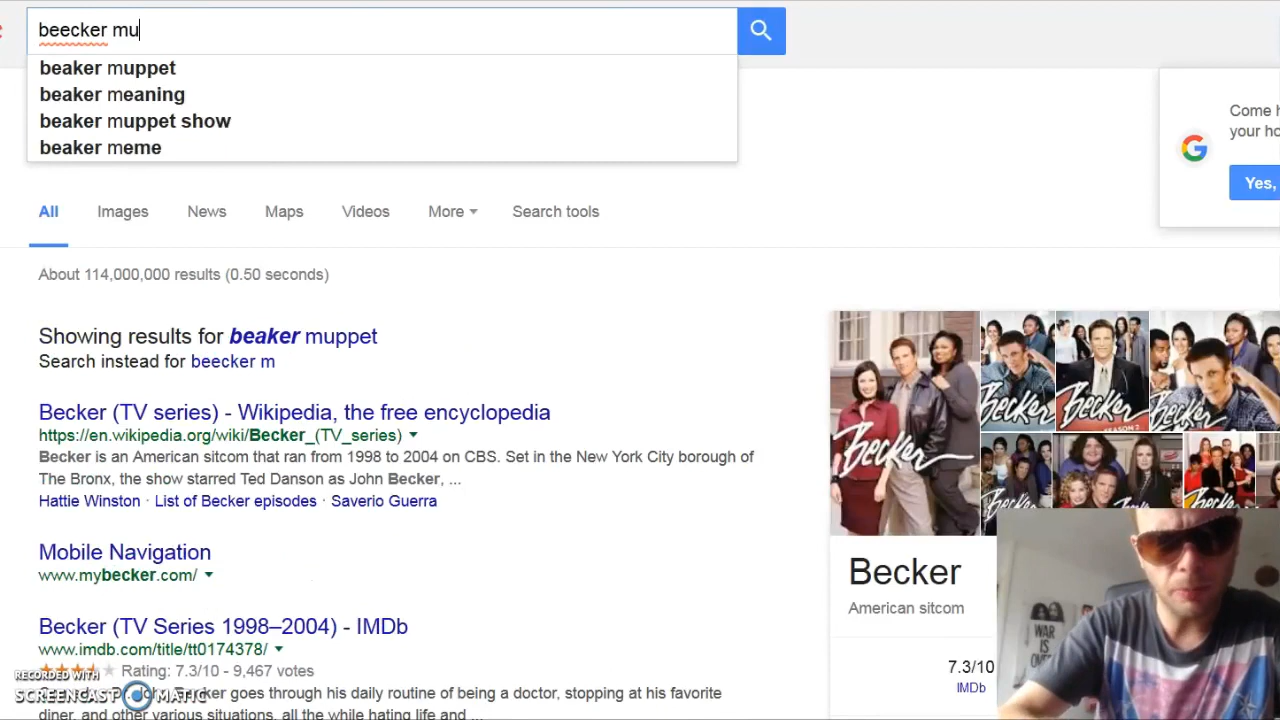 beecker mu
beaker muppet
beaker meaning
beaker muppet show
beaker meme
Come h
your ho
Yes,
All Images News Maps Videos More Search tools
About 114,000,000 results (0.50 seconds)
Showing results for beaker muppet
Search instead for beecker m
Becker (TV series) - Wikipedia, the free encyclopedia
https://en.wikipedia.org/wiki/Becker_(TV_series)
Becker is an American sitcom that ran from 1998 to 2004 on CBS. Set in the New York City borough of
The Bronx, the show starred Ted Danson as John Becker, ...
Hattie Winston · List of Becker episodes · Saverio Guerra
Mobile Navigation
www.mybecker.com/
Becker (TV Series 1998–2004) - IMDb
www.imdb.com/title/tt0174378/
Rating: 7.3/10 - 9,467 votes
goes through his daily routine of being a doctor, stopping at his favorite
diner, and other various situations, all the while hating life and ...
Becker
Becker
Becker
Becker
Becker
American sitcom
7.3/10
IMDb
WAR
IS
OVER
RECORDED WITH
SCREENCAST MATIC